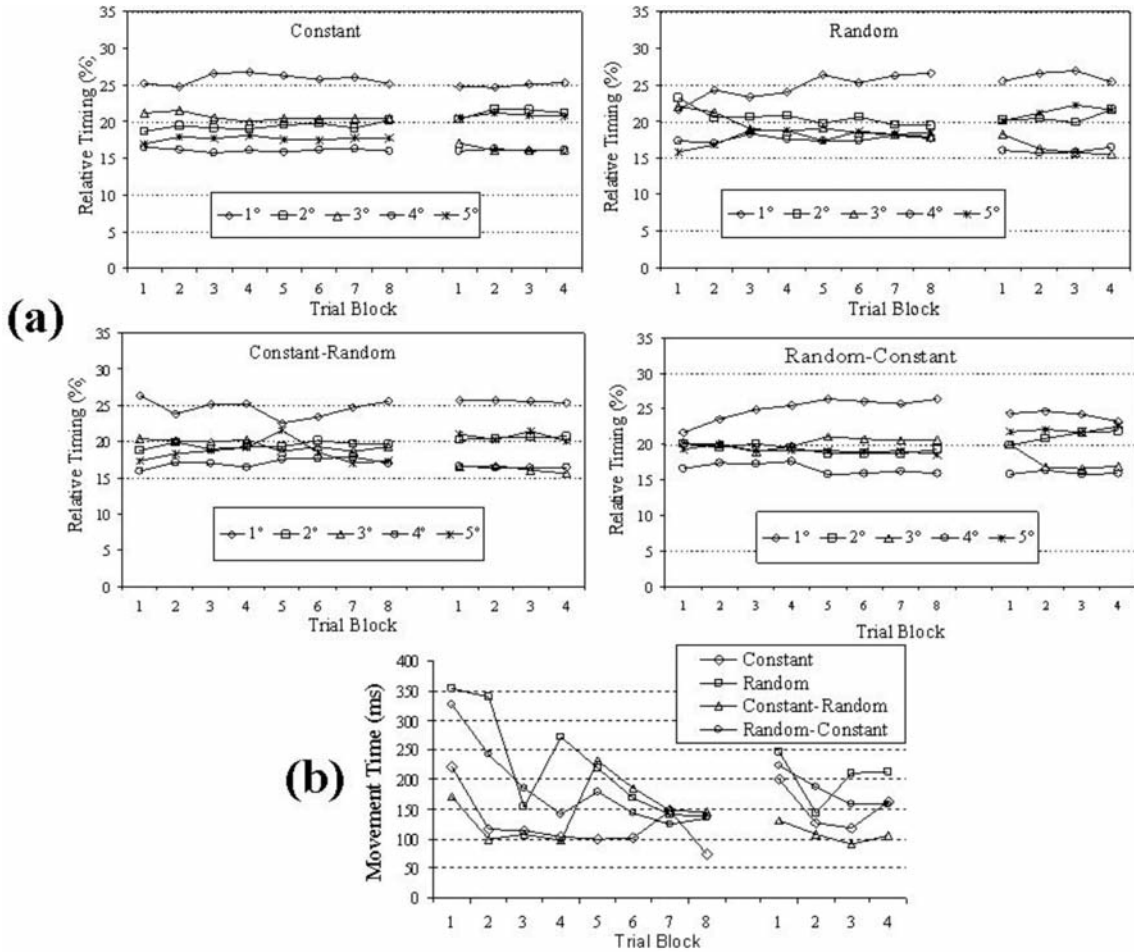 Constant
Relative Timing (%,
35
30
25
20
15
10
5
0
1° 2° 3° 4° 5°
1 2 3 4 5 6 7 8 1 2 3 4
Trial Block
Random
Relative Timing (%)
35
30
25
20
15
10
5
0
1° 2° 3° 4° 5°
1 2 3 4 5 6 7 8 1 2 3 4
Trial Block
(a)
Constant-Random
Relative Timing (%,
35
30
25
20
15
10
5
0
1° 2° 3° 4° 5°
1 2 3 4 5 6 7 8 1 2 3 4
Trial Block
Random-Constant
Relative Timing (%)
35
30
25
20
15
10
5
0
1° 2° 3° 4° 5°
1 2 3 4 5 6 7 8 1 2 3 4
Trial Block
(b)
Movement Time (ms)
400
350
300
250
200
150
100
50
0
Constant
Random
Constant-Random
Random-Constant
1 2 3 4 5 6 7 8 1 2 3 4
Trial Block